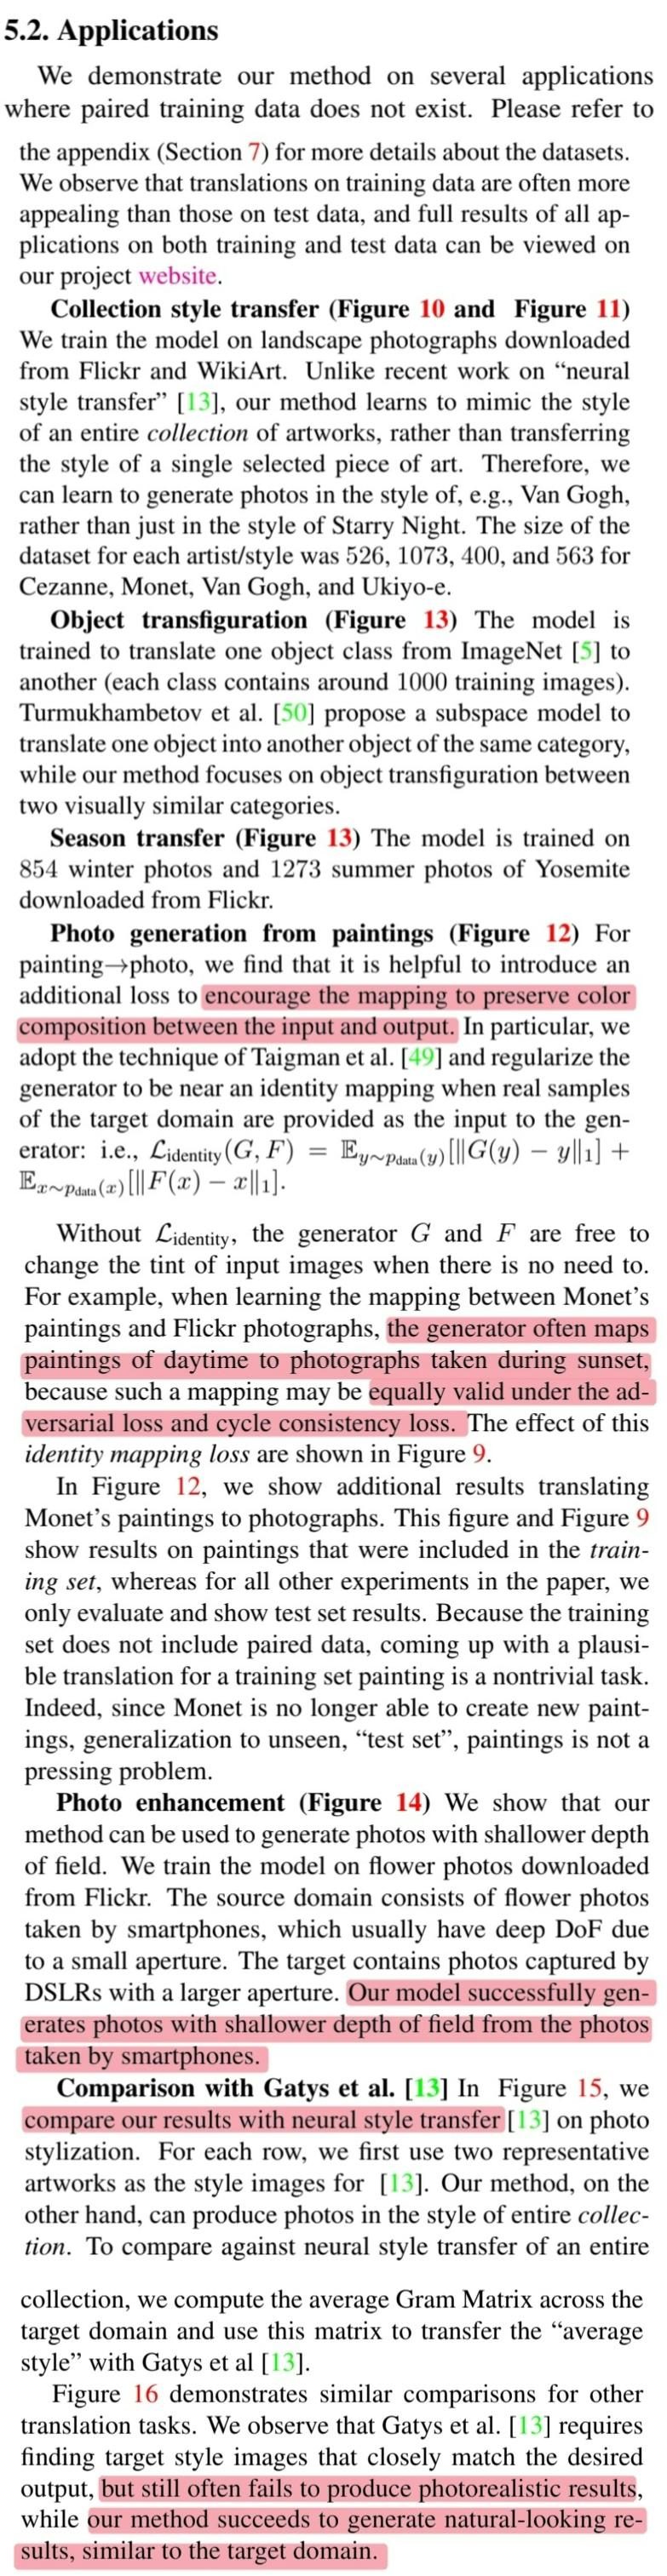 5.2. Applications
We demonstrate our method on several applications
where paired training data does not exist. Please refer to
the appendix (Section 7) for more details about the datasets.
We observe that translations on training data are often more
appealing than those on test data, and full results of all ap-
plications on both training and test data can be viewed on
our project website.
Collection style transfer (Figure 10 and Figure 11)
We train the model on landscape photographs downloaded
from Flickr and WikiArt. Unlike recent work on “neural
style transfer” [13], our method learns to mimic the style
of an entire collection of artworks, rather than transferring
the style of a single selected piece of art. Therefore, we
can learn to generate photos in the style of, e.g., Van Gogh,
rather than just in the style of Starry Night. The size of the
dataset for each artist/style was 526, 1073, 400, and 563 for
Cezanne, Monet, Van Gogh, and Ukiyo-e.
Object transfiguration (Figure 13) The model is
trained to translate one object class from ImageNet [5] to
another (each class contains around 1000 training images).
Turmukhambetov et al. [50] propose a subspace model to
translate one object into another object of the same category,
while our method focuses on object transfiguration between
two visually similar categories.
Season transfer (Figure 13) The model is trained on
854 winter photos and 1273 summer photos of Yosemite
downloaded from Flickr.
Photo generation from paintings (Figure 12) For
painting→photo, we find that it is helpful to introduce an
additional loss to encourage the mapping to preserve color
composition between the input and output. In particular, we
adopt the technique of Taigman et al. [49] and regularize the
generator to be near an identity mapping when real samples
of the target domain are provided as the input to the gen-
erator: i.e., ℒidentity(G, F) = 𝔼y∼pdata(y)[‖G(y) − y‖1] +
𝔼x∼pdata(x)[‖F(x) − x‖1].
Without ℒidentity, the generator G and F are free to
change the tint of input images when there is no need to.
For example, when learning the mapping between Monet’s
paintings and Flickr photographs, the generator often maps
paintings of daytime to photographs taken during sunset,
because such a mapping may be equally valid under the ad-
versarial loss and cycle consistency loss. The effect of this
identity mapping loss are shown in Figure 9.
In Figure 12, we show additional results translating
Monet’s paintings to photographs. This figure and Figure 9
show results on paintings that were included in the train-
ing set, whereas for all other experiments in the paper, we
only evaluate and show test set results. Because the training
set does not include paired data, coming up with a plausi-
ble translation for a training set painting is a nontrivial task.
Indeed, since Monet is no longer able to create new paint-
ings, generalization to unseen, “test set”, paintings is not a
pressing problem.
Photo enhancement (Figure 14) We show that our
method can be used to generate photos with shallower depth
of field. We train the model on flower photos downloaded
from Flickr. The source domain consists of flower photos
taken by smartphones, which usually have deep DoF due
to a small aperture. The target contains photos captured by
DSLRs with a larger aperture. Our model successfully gen-
erates photos with shallower depth of field from the photos
taken by smartphones.
Comparison with Gatys et al. [13] In Figure 15, we
compare our results with neural style transfer [13] on photo
stylization. For each row, we first use two representative
artworks as the style images for [13]. Our method, on the
other hand, can produce photos in the style of entire collec-
tion. To compare against neural style transfer of an entire
collection, we compute the average Gram Matrix across the
target domain and use this matrix to transfer the “average
style” with Gatys et al [13].
Figure 16 demonstrates similar comparisons for other
translation tasks. We observe that Gatys et al. [13] requires
finding target style images that closely match the desired
output, but still often fails to produce photorealistic results,
while our method succeeds to generate natural-looking re-
sults, similar to the target domain.